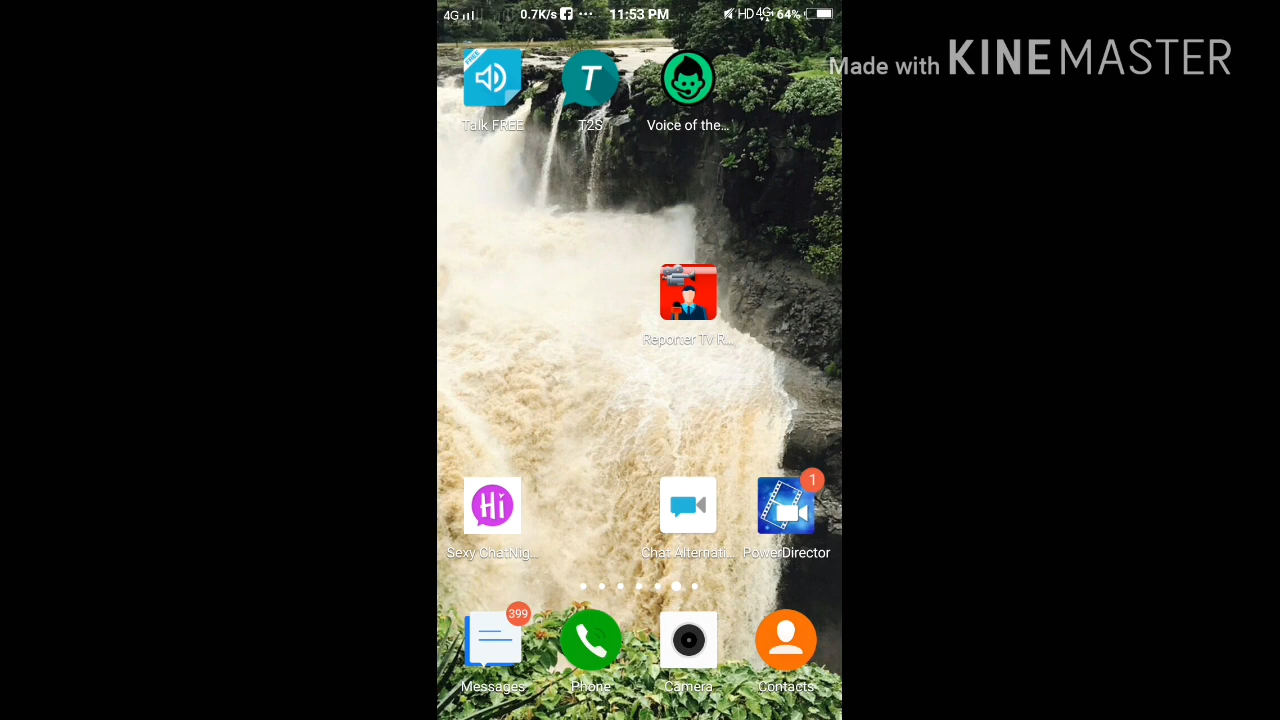 4G 0.7K/s ... 11:53 PM HD 4G+ 64%
Made with KINEMASTER
FREE
T
Talk FREE T2S Voice of the...
Reporter Tv R...
Hi 1
Sexy ChatNig... Chat Alternati... PowerDirector
399
Messages Phone Camera Contacts